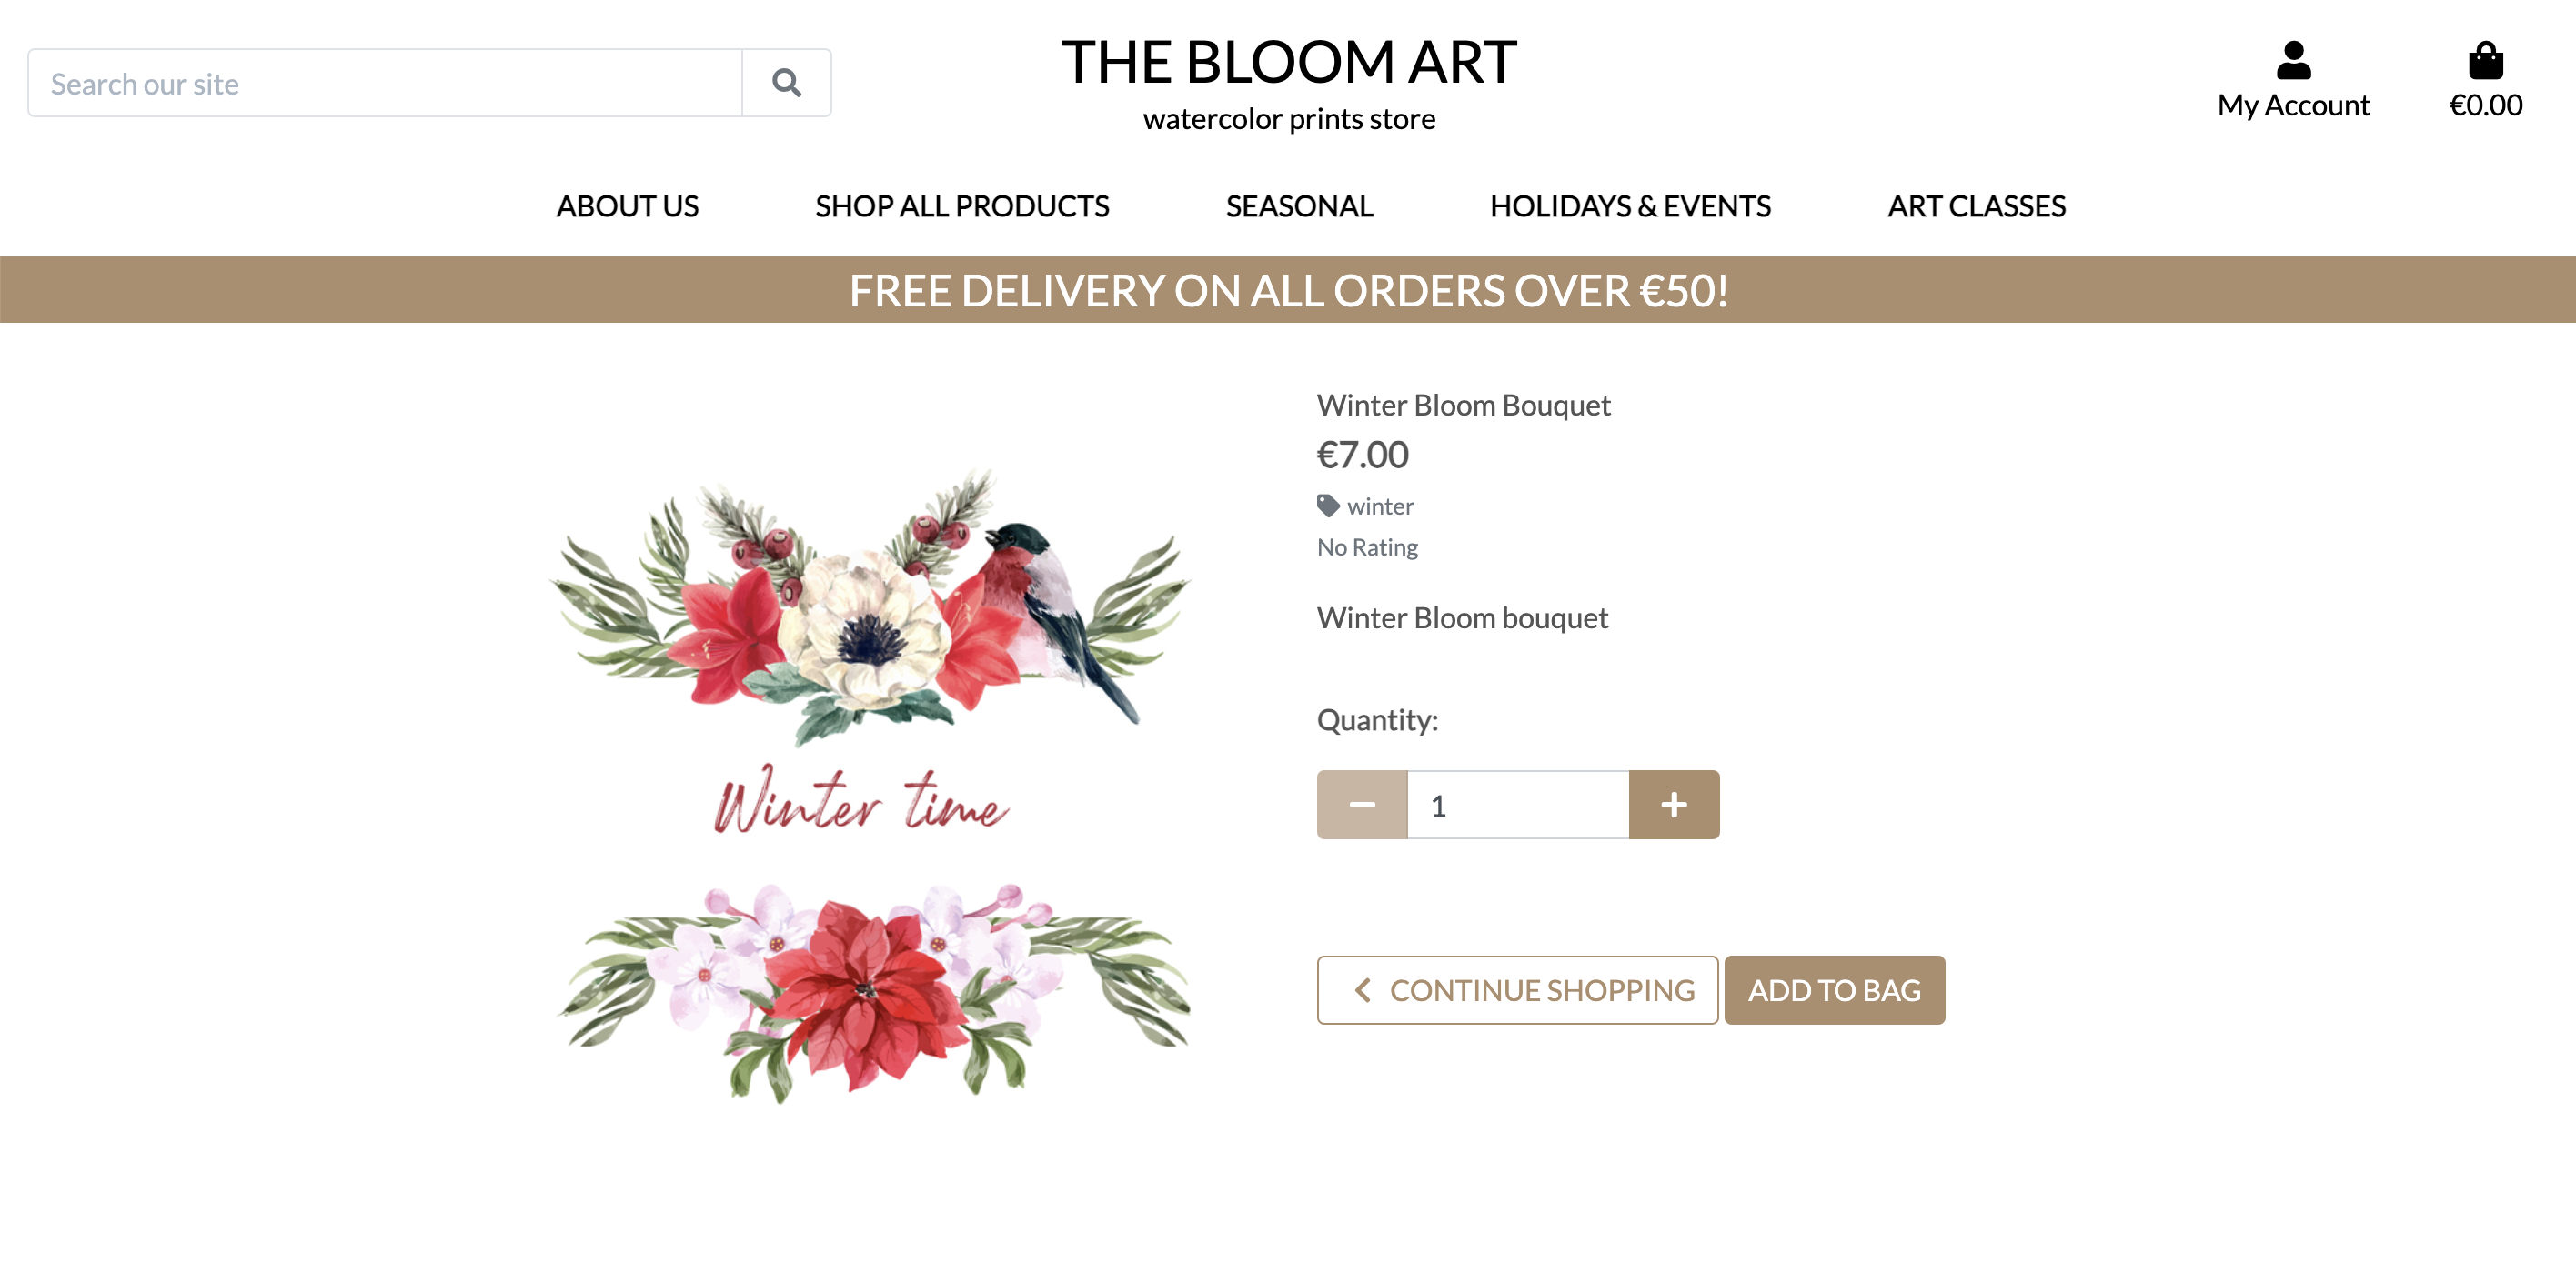 Search our site
THE BLOOM ART
watercolor prints store
My Account
€0.00
ABOUT US
SHOP ALL PRODUCTS
SEASONAL
HOLIDAYS & EVENTS
ART CLASSES
FREE DELIVERY ON ALL ORDERS OVER €50!
Winter time
Winter Bloom Bouquet
€7.00
winter
No Rating
Winter Bloom bouquet
Quantity:
1
CONTINUE SHOPPING
ADD TO BAG